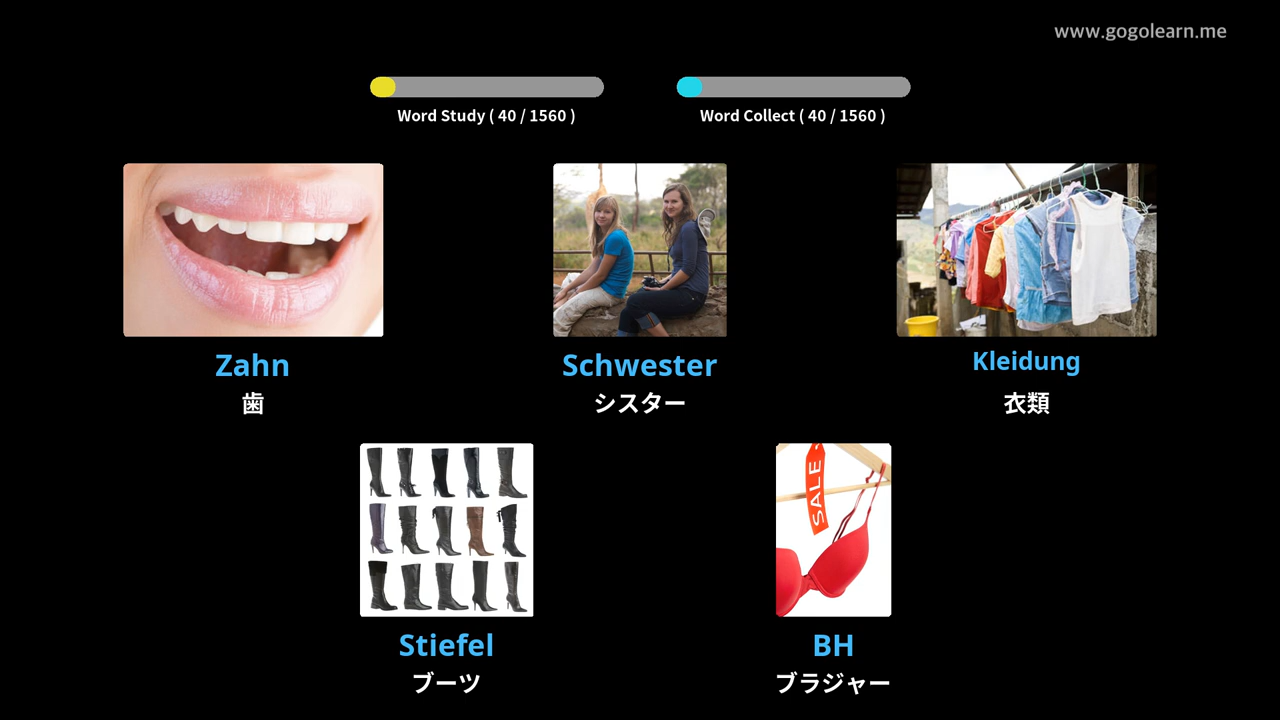 www.gogolearn.me
Word Study ( 40 / 1560 )
Word Collect ( 40 / 1560 )
Zahn
歯
Schwester
シスター
Kleidung
衣類
SALE
Stiefel
ブーツ
BH
ブラジャー